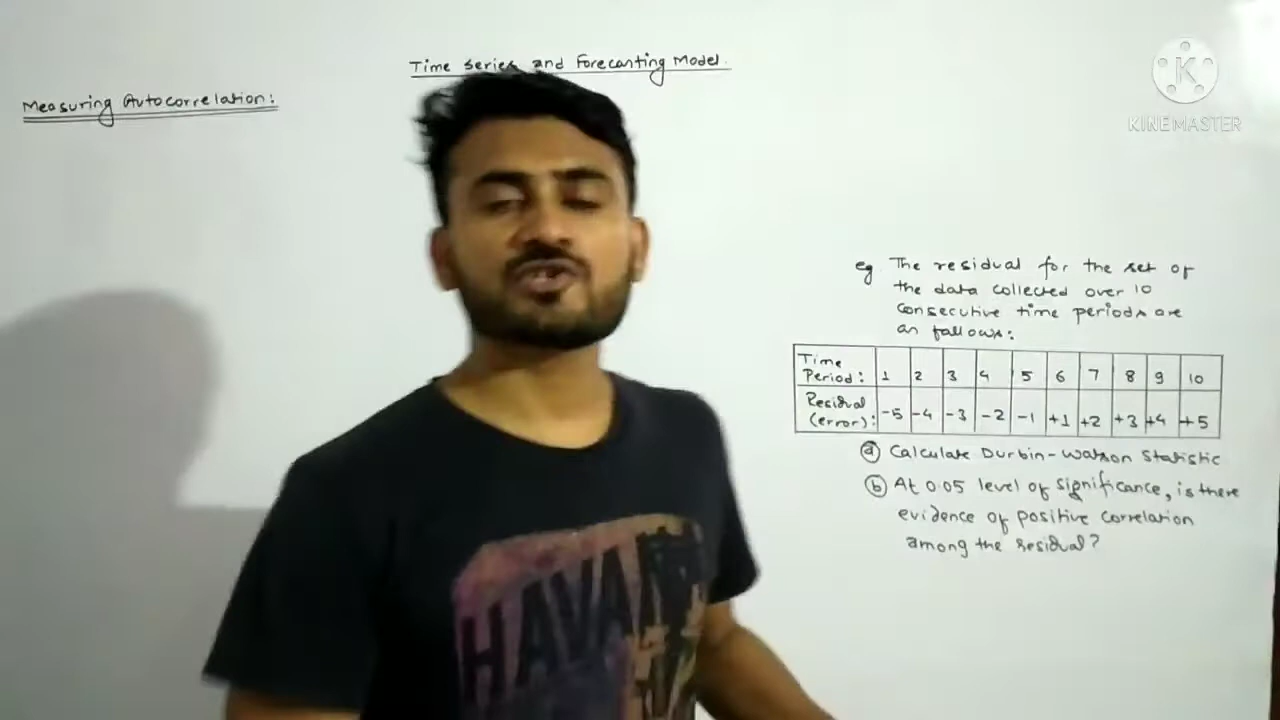 Time Series and Forecasting Model.
Measuring Autocorrelation:
K
KINEMASTER
eg The residual for the set of
the data collected over 10
consecutive time periods are
as follows:
Time Period: 1 2 3 4 5 6 7 8 9 10
Residual (error): -5 -4 -3 -2 -1 +1 +2 +3 +4 +5
(a) Calculate Durbin-Watson Statistic
(b) At 0.05 level of significance, is there
evidence of positive correlation
among the residual?
HAVANA